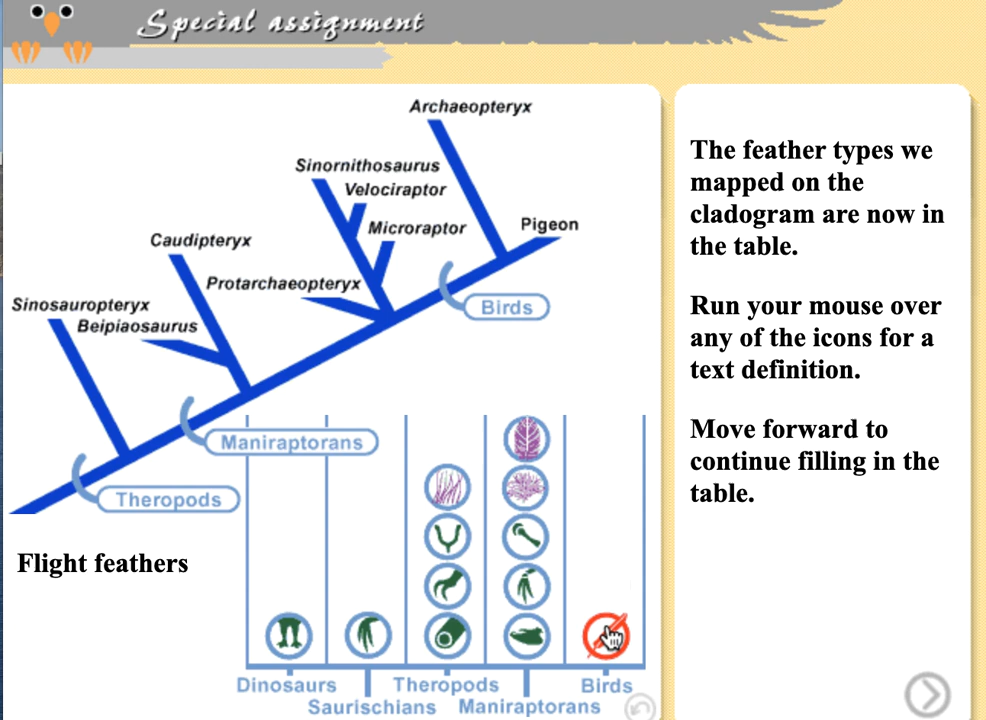 Special assignment
Archaeopteryx
Sinornithosaurus
Velociraptor
Microraptor
Pigeon
Caudipteryx
Protarchaeopteryx
Sinosauropteryx
Beipiaosaurus
Birds
Maniraptorans
Theropods
Flight feathers
Dinosaurs
Saurischians
Theropods
Maniraptorans
Birds
The feather types we
mapped on the
cladogram are now in
the table.
Run your mouse over
any of the icons for a
text definition.
Move forward to
continue filling in the
table.